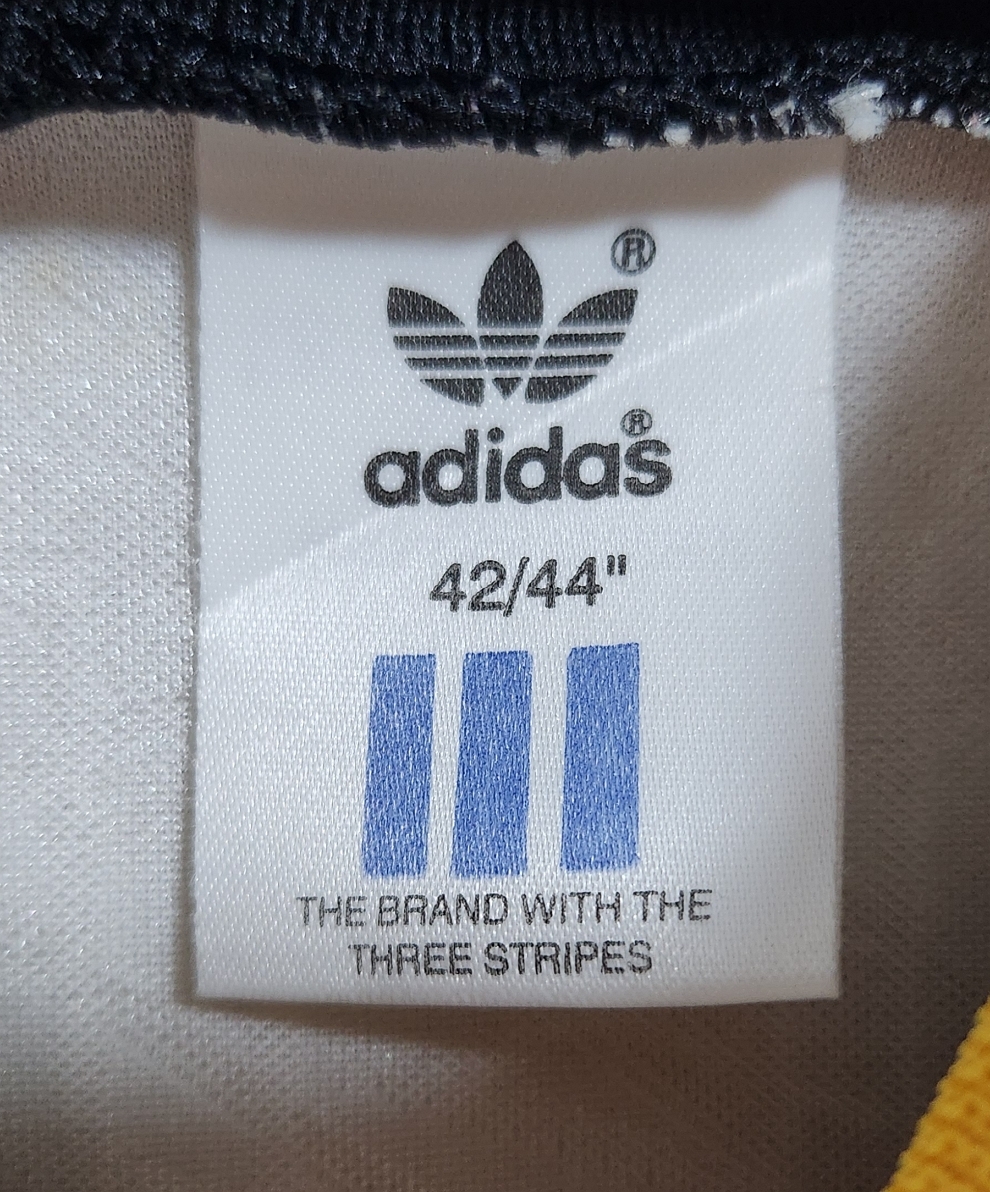 ®
adidas®
42/44"
THE BRAND WITH THE
THREE STRIPES